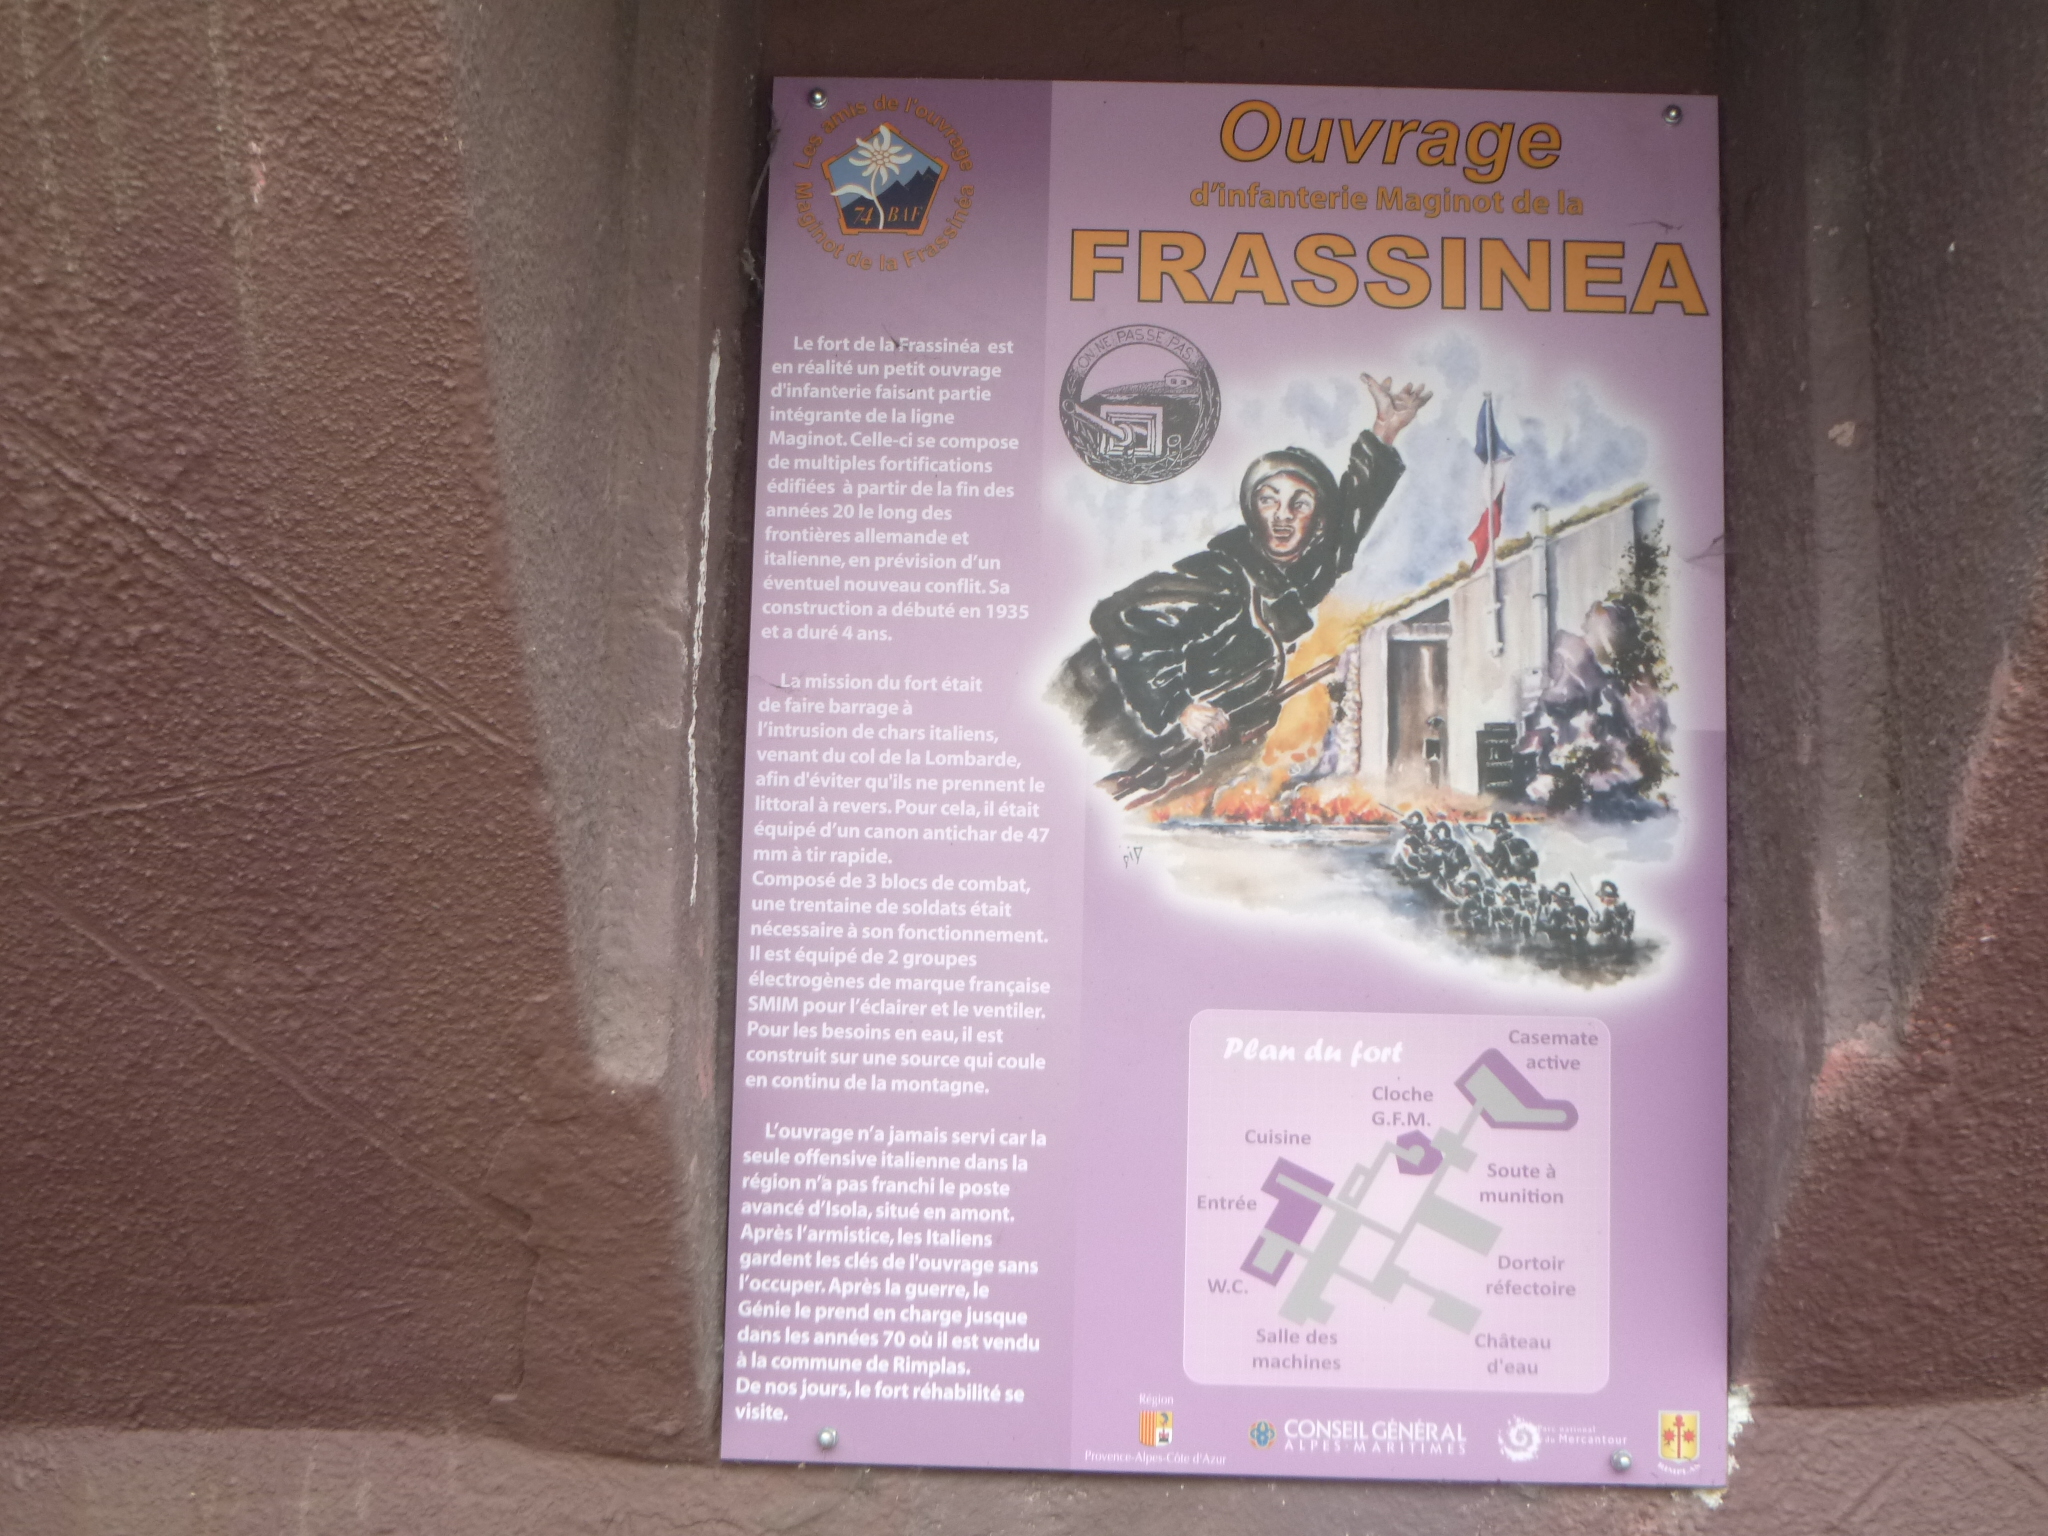 Les amis de l'ouvrage
Maginot de la Frassinéa
74 BAF
Ouvrage
d'infanterie Maginot de la
FRASSINEA
ON NE PASSE PAS
Le fort de la Frassinéa est
en réalité un petit ouvrage
d'infanterie faisant partie
intégrante de la ligne
Maginot. Celle-ci se compose
de multiples fortifications
édifiées à partir de la fin des
années 20 le long des
frontières allemande et
italienne, en prévision d'un
éventuel nouveau conflit. Sa
construction a débuté en 1935
et a duré 4 ans.
La mission du fort était
de faire barrage à
l'intrusion de chars italiens,
venant du col de la Lombarde,
afin d'éviter qu'ils ne prennent le
littoral à revers. Pour cela, il était
équipé d'un canon antichar de 47
mm à tir rapide.
Composé de 3 blocs de combat,
une trentaine de soldats était
nécessaire à son fonctionnement.
Il est équipé de 2 groupes
électrogènes de marque française
SMIM pour l'éclairer et le ventiler.
Pour les besoins en eau, il est
construit sur une source qui coule
en continu de la montagne.
L'ouvrage n'a jamais servi car la
seule offensive italienne dans la
région n'a pas franchi le poste
avancé d'Isola, situé en amont.
Après l'armistice, les Italiens
gardent les clés de l'ouvrage sans
l'occuper. Après la guerre, le
Génie le prend en charge jusque
dans les années 70 où il est vendu
à la commune de Rimplas.
De nos jours, le fort réhabilité se
visite.
Plan du fort
Casemate
active
Cloche
G.F.M.
Cuisine
Soute à
munition
Entrée
Dortoir
réfectoire
W.C.
Salle des
machines
Château
d'eau
Région
Provence-Alpes-Côte d'Azur
CONSEIL GÉNÉRAL
ALPES-MARITIMES
Parc national
du Mercantour
RIMPLAS